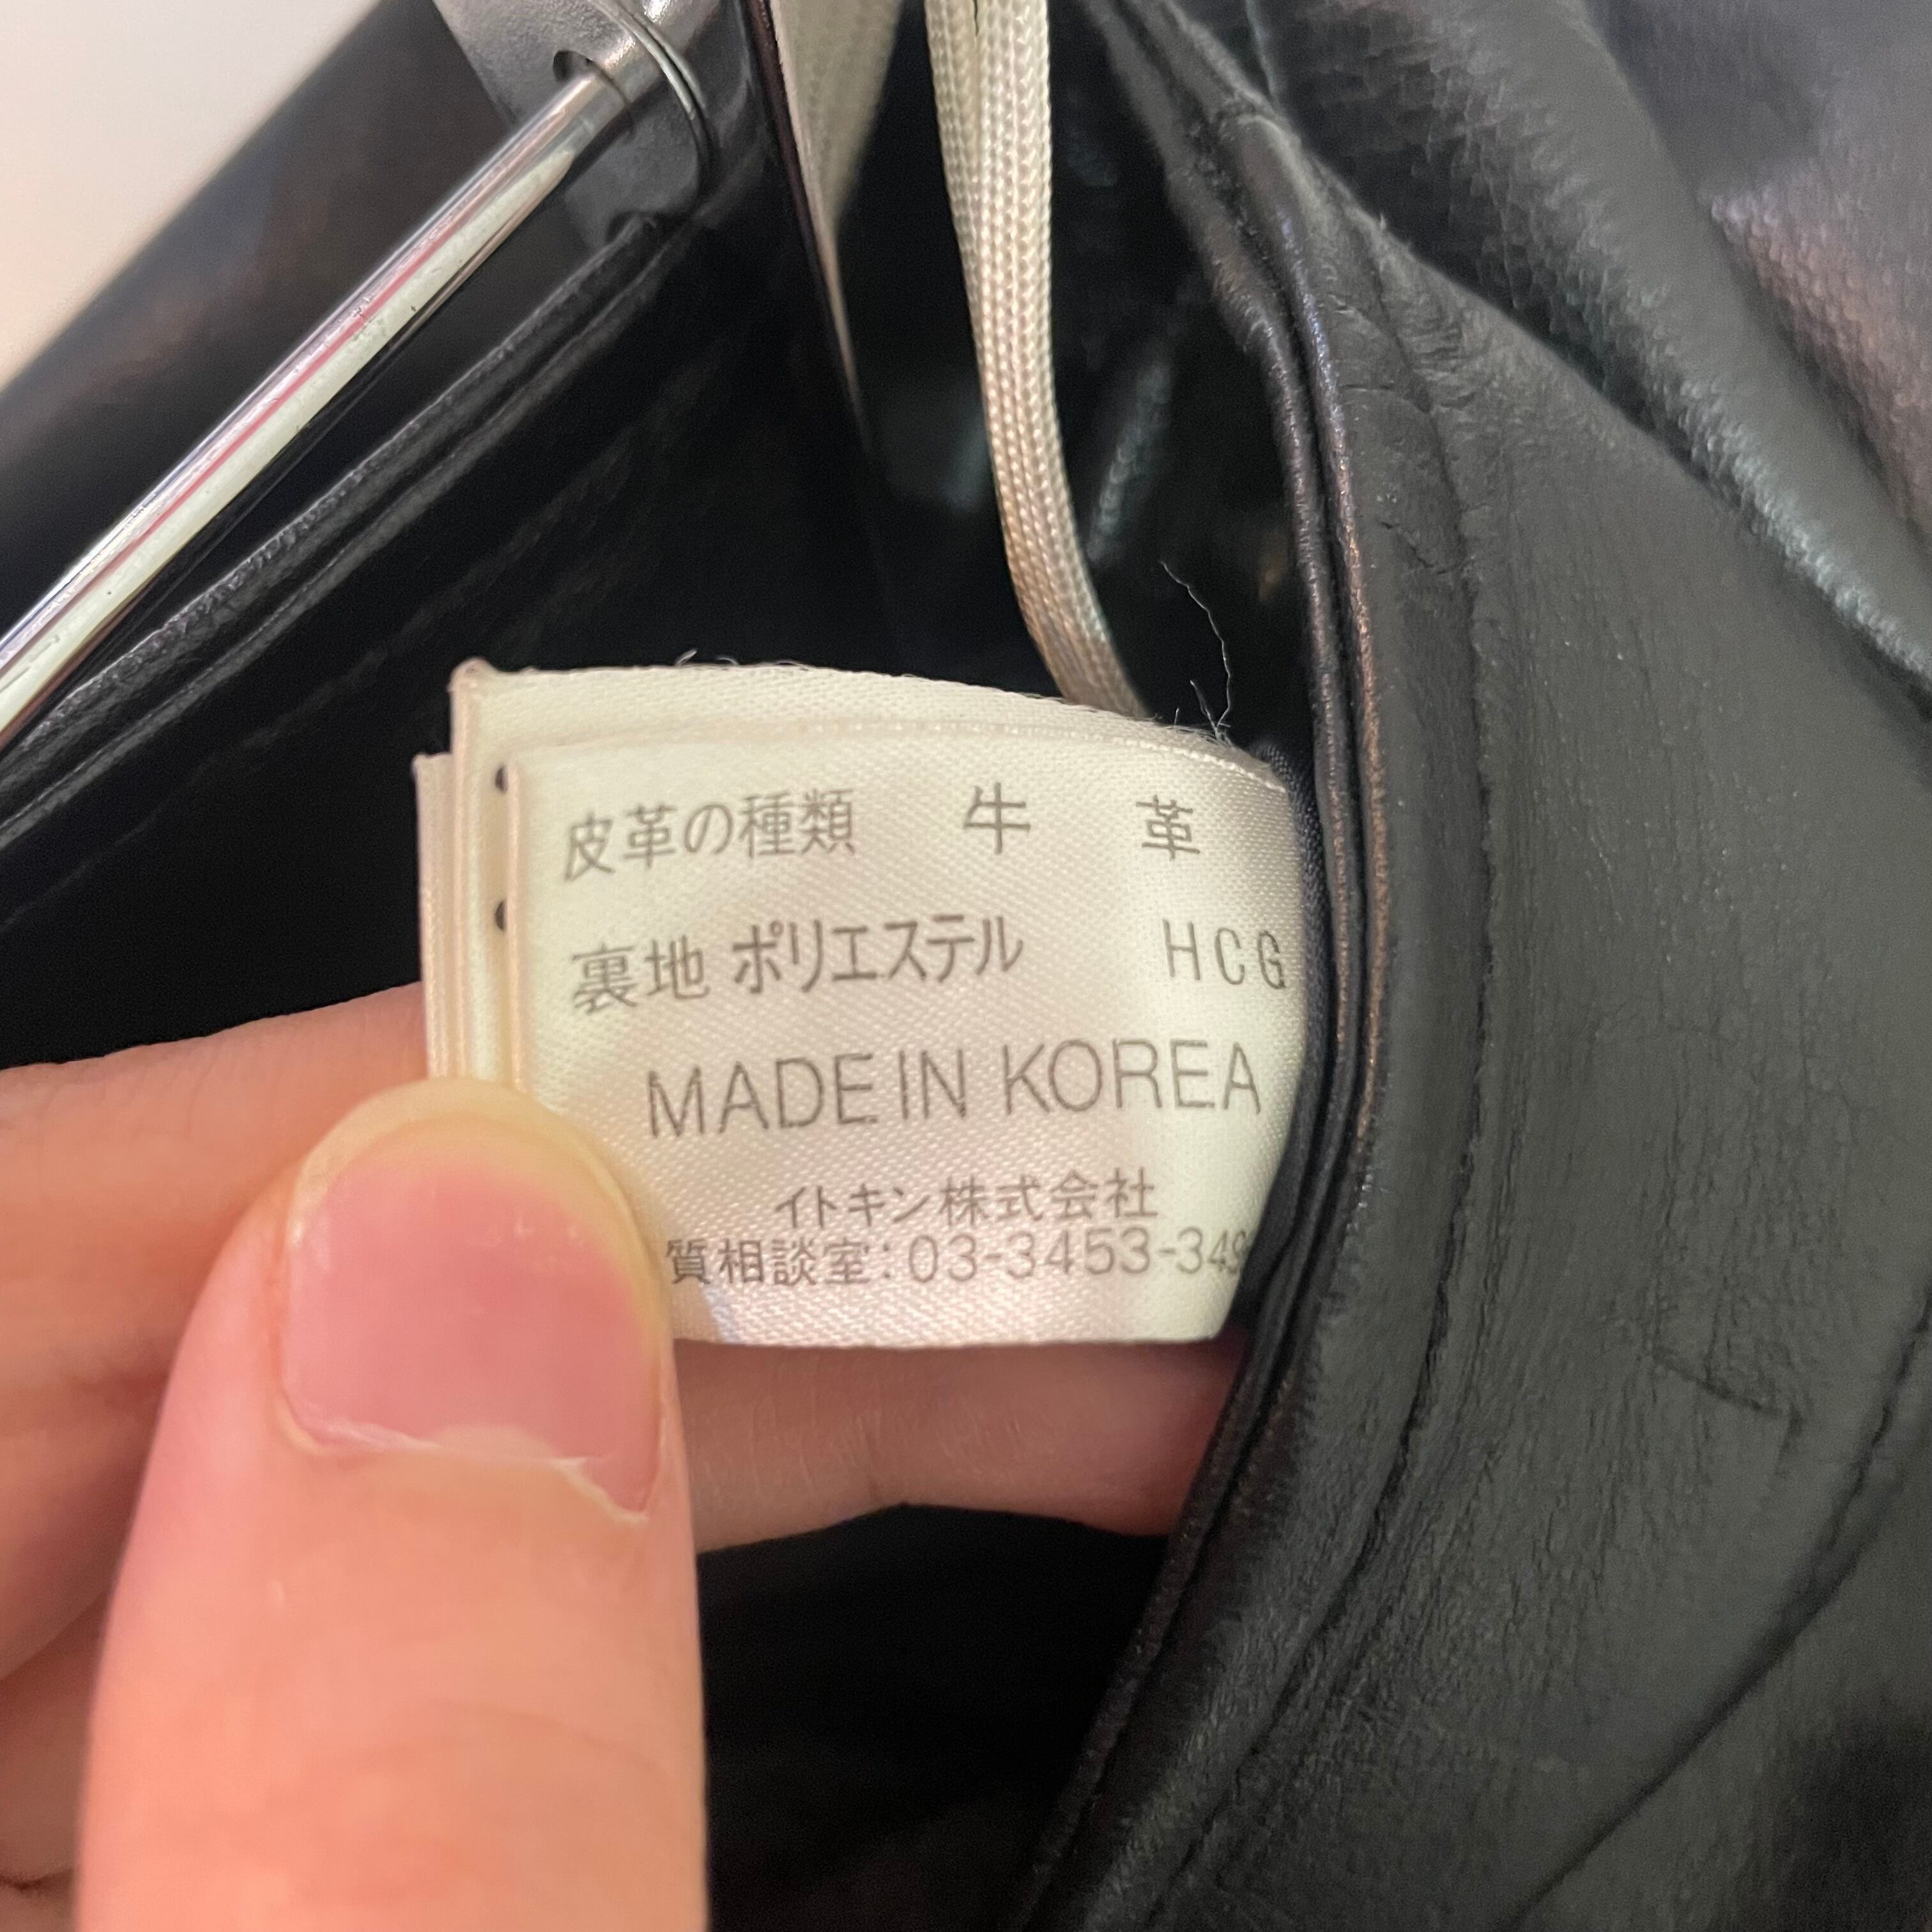 皮革の種類 牛 革
裏地 ポリエステル HCG
MADE IN KOREA
イトキン株式会社
質相談室:03-3453-349